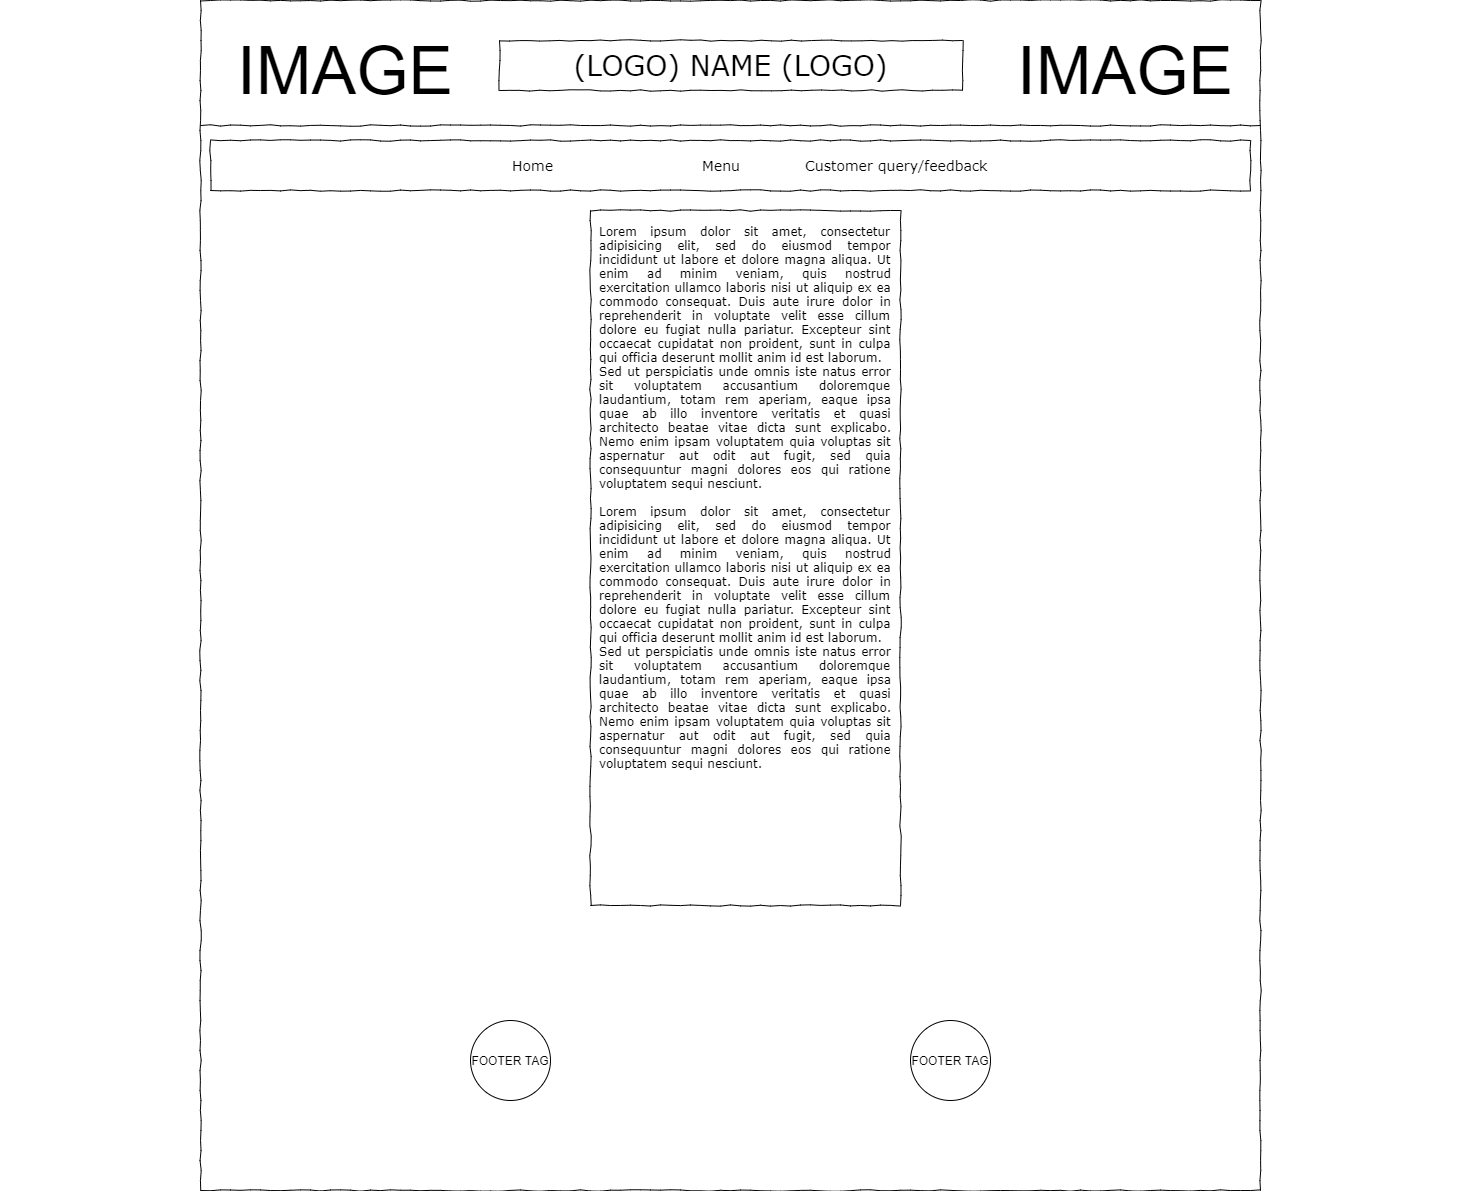 IMAGE (LOGO) NAME (LOGO) IMAGE
Home Menu Customer query/feedback
Lorem ipsum dolor sit amet, consectetur
adipisicing elit, sed do eiusmod tempor
incididunt ut labore et dolore magna aliqua. Ut
enim ad minim veniam, quis nostrud
exercitation ullamco laboris nisi ut aliquip ex ea
commodo consequat. Duis aute irure dolor in
reprehenderit in voluptate velit esse cillum
dolore eu fugiat nulla pariatur. Excepteur sint
occaecat cupidatat non proident, sunt in culpa
qui officia deserunt mollit anim id est laborum.
Sed ut perspiciatis unde omnis iste natus error
sit voluptatem accusantium doloremque
laudantium, totam rem aperiam, eaque ipsa
quae ab illo inventore veritatis et quasi
architecto beatae vitae dicta sunt explicabo.
Nemo enim ipsam voluptatem quia voluptas sit
aspernatur aut odit aut fugit, sed quia
consequuntur magni dolores eos qui ratione
voluptatem sequi nesciunt.
Lorem ipsum dolor sit amet, consectetur
adipisicing elit, sed do eiusmod tempor
incididunt ut labore et dolore magna aliqua. Ut
enim ad minim veniam, quis nostrud
exercitation ullamco laboris nisi ut aliquip ex ea
commodo consequat. Duis aute irure dolor in
reprehenderit in voluptate velit esse cillum
dolore eu fugiat nulla pariatur. Excepteur sint
occaecat cupidatat non proident, sunt in culpa
qui officia deserunt mollit anim id est laborum.
Sed ut perspiciatis unde omnis iste natus error
sit voluptatem accusantium doloremque
laudantium, totam rem aperiam, eaque ipsa
quae ab illo inventore veritatis et quasi
architecto beatae vitae dicta sunt explicabo.
Nemo enim ipsam voluptatem quia voluptas sit
aspernatur aut odit aut fugit, sed quia
consequuntur magni dolores eos qui ratione
voluptatem sequi nesciunt.
FOOTER TAG FOOTER TAG